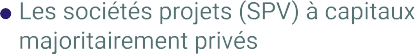 • Les sociétés projets (SPV) à capitaux
majoritairement privés